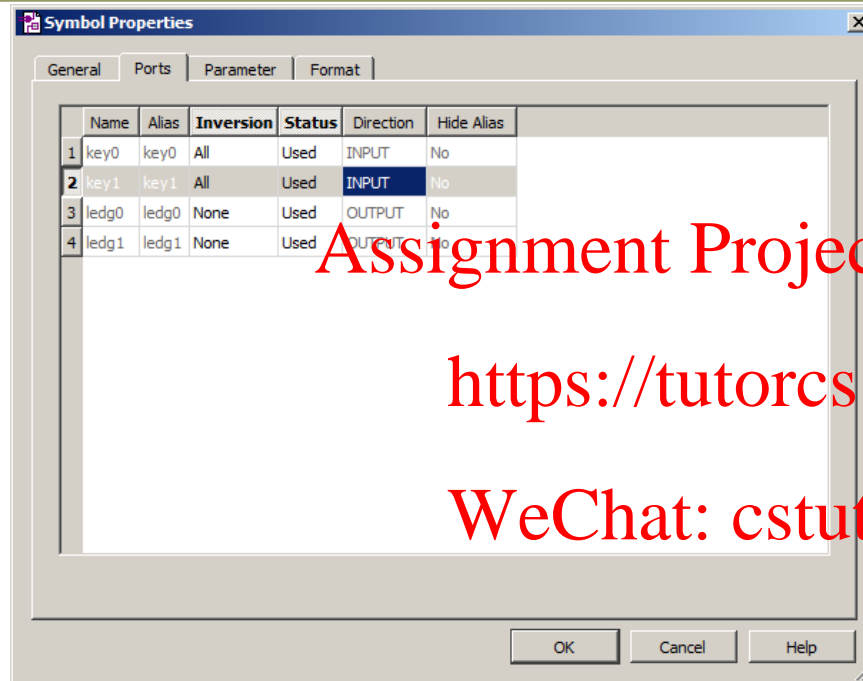 Symbol Properties
General Ports Parameter Format
Name Alias Inversion Status Direction Hide Alias
1 key0 key0 All Used INPUT No
2 key1 key1 All Used INPUT No
3 ledg0 ledg0 None Used OUTPUT No
4 ledg1 ledg1 None Used OUTPUT No
Assignment Projec
https://tutorcs
WeChat: cstut
OK Cancel Help